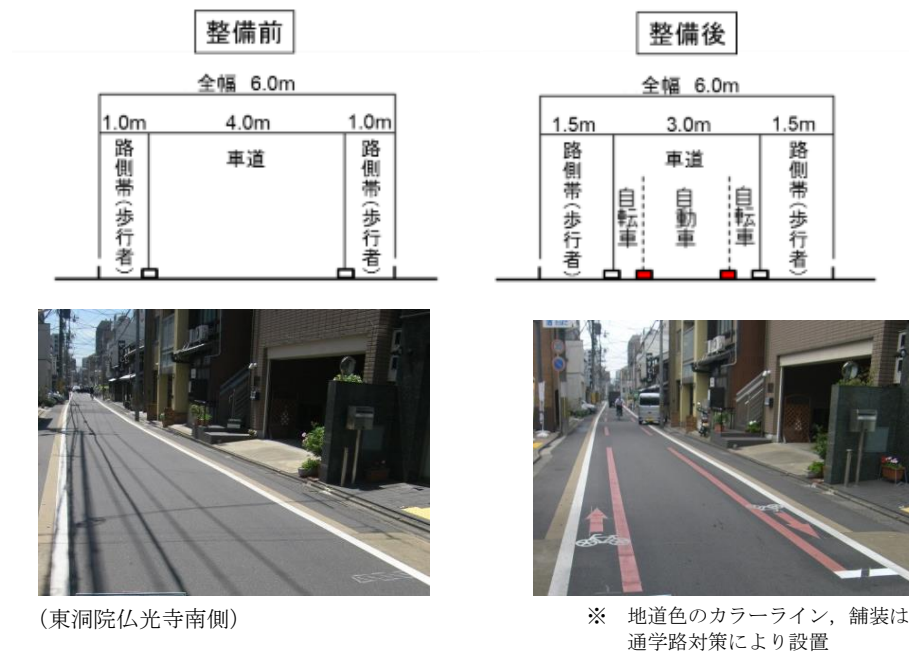 整備前
全幅 6.0m
1.0m 4.0m 1.0m
路側帯(歩行者)
車道
路側帯(歩行者)
(東洞院仏光寺南側)
整備後
全幅 6.0m
1.5m 3.0m 1.5m
路側帯(歩行者)
車道
自転車
自動車
自転車
路側帯(歩行者)
※ 地道色のカラーライン，舗装は
通学路対策により設置